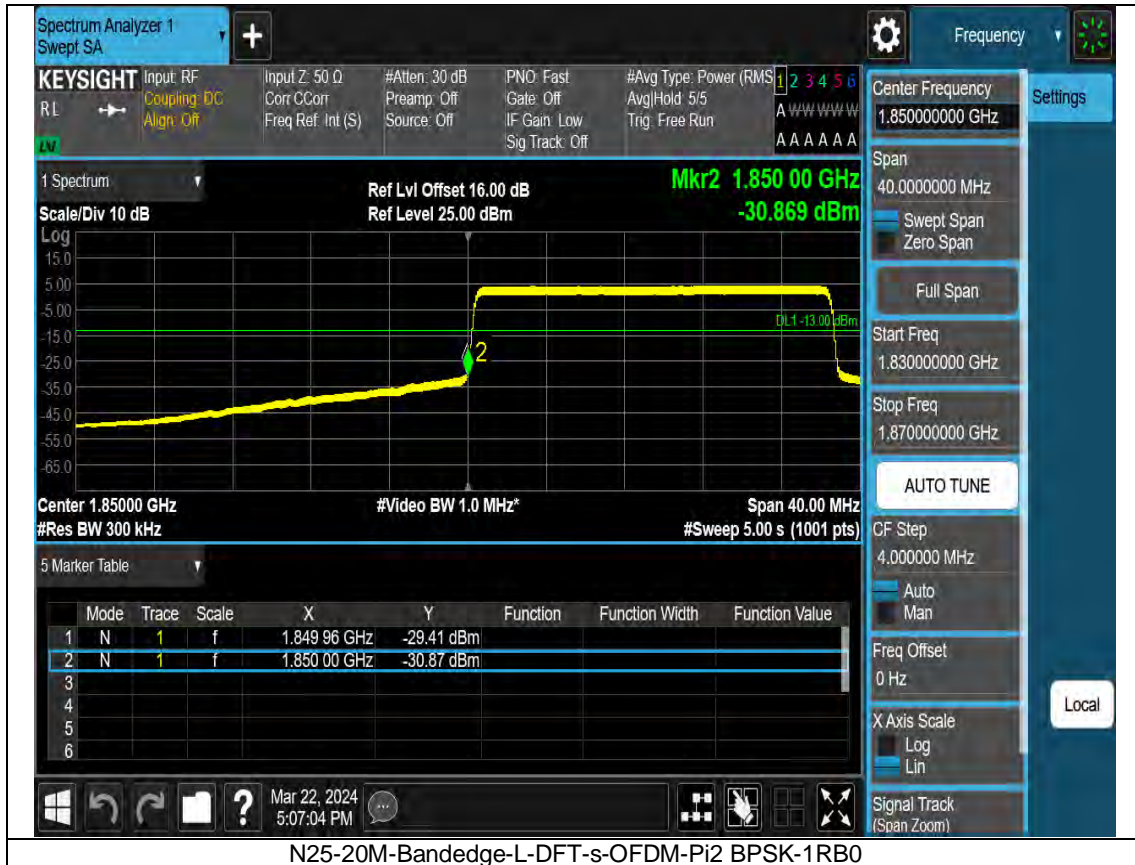 Spectrum Analyzer 1
Swept SA
Frequency
KEYSIGHT
RL
Input: RF
Coupling: DC
Align: Off
Input Z: 50 Ω
Corr CCorr
Freq Ref: Int (S)
#Atten: 30 dB
Preamp: Off
Source: Off
PNO: Fast
Gate: Off
IF Gain: Low
Sig Track: Off
#Avg Type: Power (RMS
Avg|Hold: 5/5
Trig: Free Run
1 2 3 4 5 6
A W W W W W
A A A A A A
Center Frequency
1.850000000 GHz
Settings
Span
40.0000000 MHz
Swept Span
Zero Span
Full Span
Start Freq
1.830000000 GHz
Stop Freq
1.870000000 GHz
AUTO TUNE
CF Step
4.000000 MHz
Auto
Man
Freq Offset
0 Hz
X Axis Scale
Log
Lin
Signal Track
(Span Zoom)
Local
1 Spectrum
Scale/Div 10 dB
Ref Lvl Offset 16.00 dB
Ref Level 25.00 dBm
Mkr2 1.850 00 GHz
-30.869 dBm
Log
15.0
5.00
-5.00
-15.0
-25.0
-35.0
-45.0
-55.0
-65.0
DL1 -13.00 dBm
2
Center 1.85000 GHz
#Video BW 1.0 MHz*
Span 40.00 MHz
#Res BW 300 kHz
#Sweep 5.00 s (1001 pts)
5 Marker Table
Mode Trace Scale X Y Function Function Width Function Value
1 N 1 f 1.849 96 GHz -29.41 dBm
2 N 1 f 1.850 00 GHz -30.87 dBm
3
4
5
6
?
Mar 22, 2024
5:07:04 PM
N25-20M-Bandedge-L-DFT-s-OFDM-Pi2 BPSK-1RB0